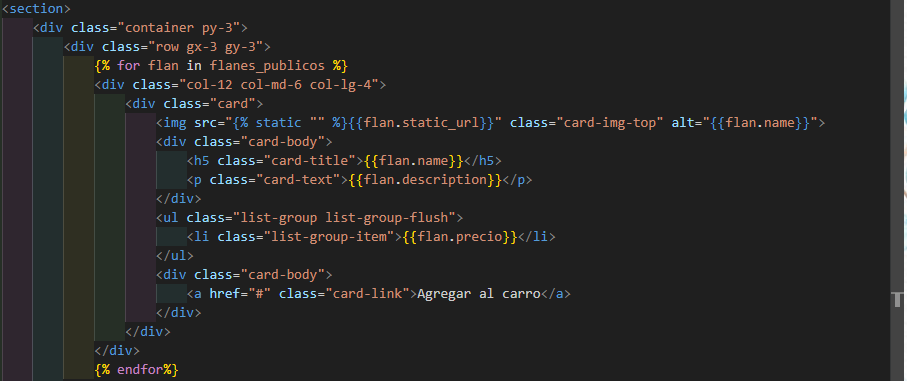 <section>
<div class="container py-3">
<div class="row gx-3 gy-3">
{% for flan in flanes_publicos %}
<div class="col-12 col-md-6 col-lg-4">
<div class="card">
<img src="{% static "" %}{{flan.static_url}}" class="card-img-top" alt="{{flan.name}}">
<div class="card-body">
<h5 class="card-title">{{flan.name}}</h5>
<p class="card-text">{{flan.description}}</p>
</div>
<ul class="list-group list-group-flush">
<li class="list-group-item">{{flan.precio}}</li>
</ul>
<div class="card-body">
<a href="#" class="card-link">Agregar al carro</a>
</div>
</div>
</div>
{% endfor%}